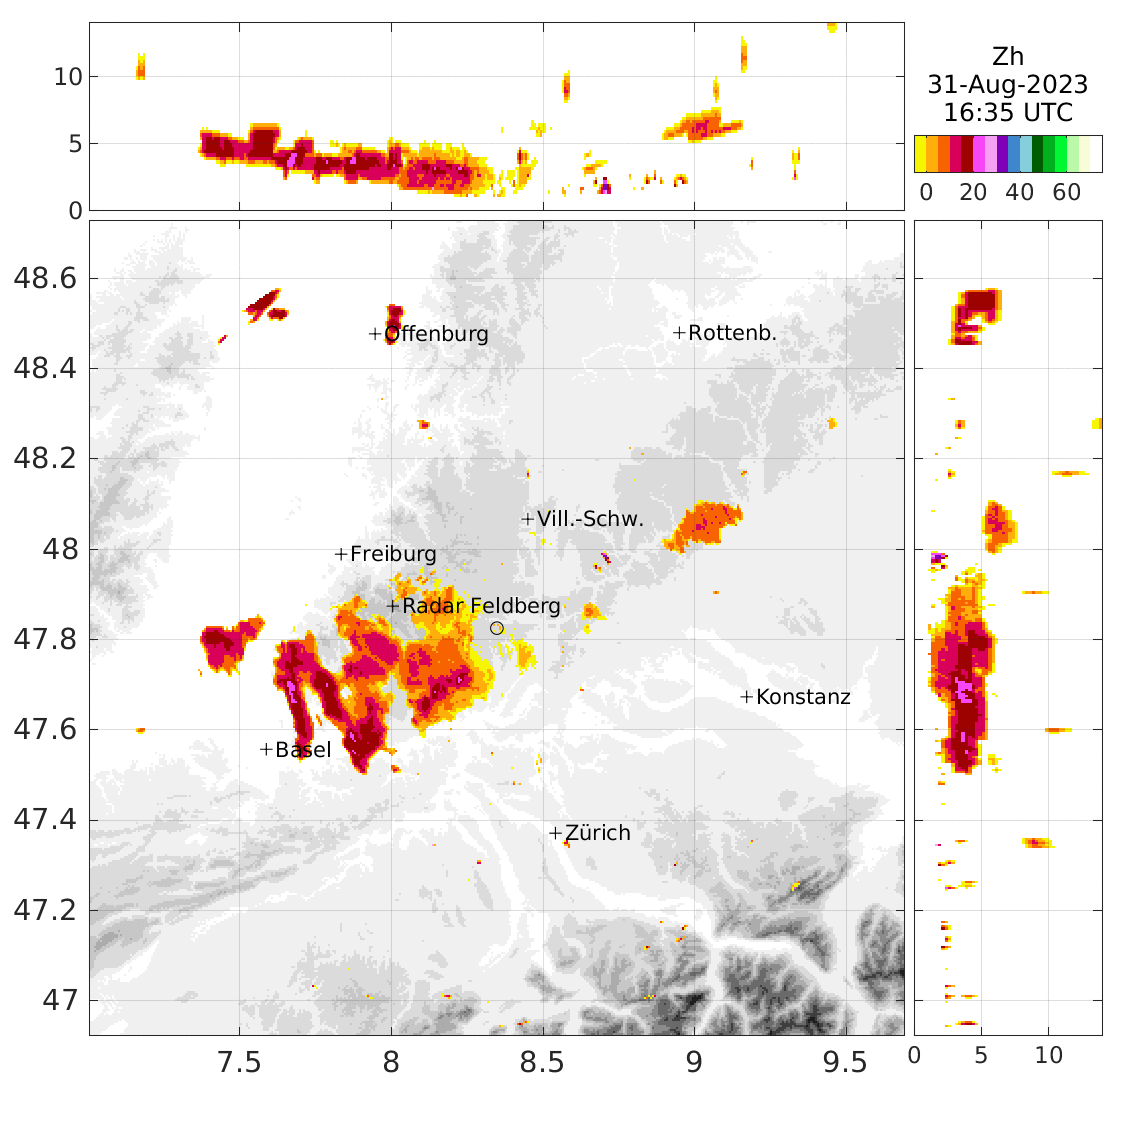 Zh
31-Aug-2023
16:35 UTC
0 20 40 60
10
5
0
48.6
48.4
48.2
48
47.8
47.6
47.4
47.2
47
+Offenburg
+Rottenb.
+Vill.-Schw.
+Freiburg
+Radar Feldberg
+Konstanz
+Basel
+Zürich
7.5 8 8.5 9 9.5
0 5 10